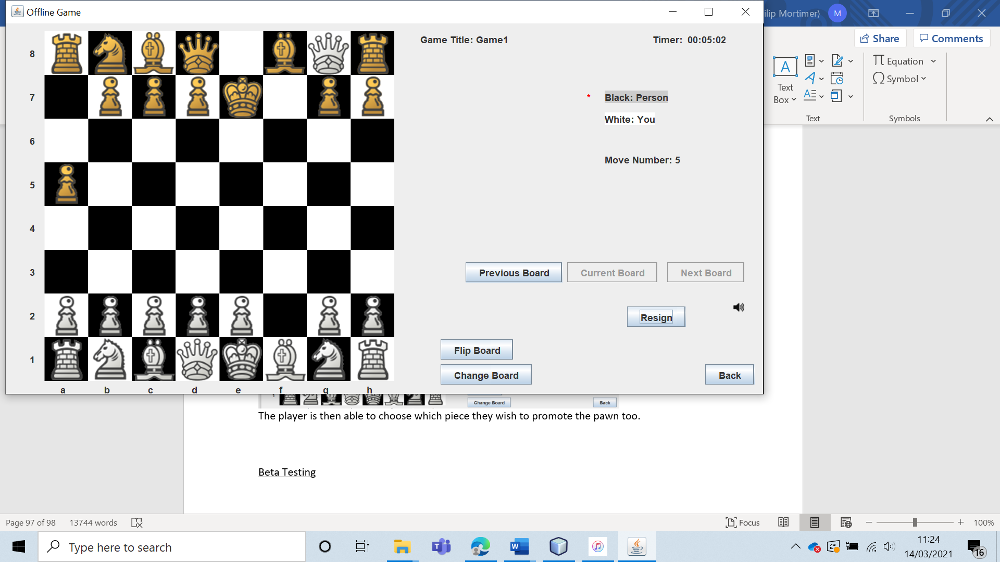 Offline Game
ilip Mortimer)
M
Share
Comments
Game Title: Game1
Timer: 00:05:02
8
7
6
5
4
3
2
1
a b c d e f g h
* Black: Person
White: You
Move Number: 5
Previous Board
Current Board
Next Board
Resign
Flip Board
Change Board
Back
A
Text
Box
A
A
Equation
Symbol
Text
Symbols
Change Board
Back
The player is then able to choose which piece they wish to promote the pawn too.
Beta Testing
Page 97 of 98
13744 words
Focus
100%
Type here to search
11:24
14/03/2021
16